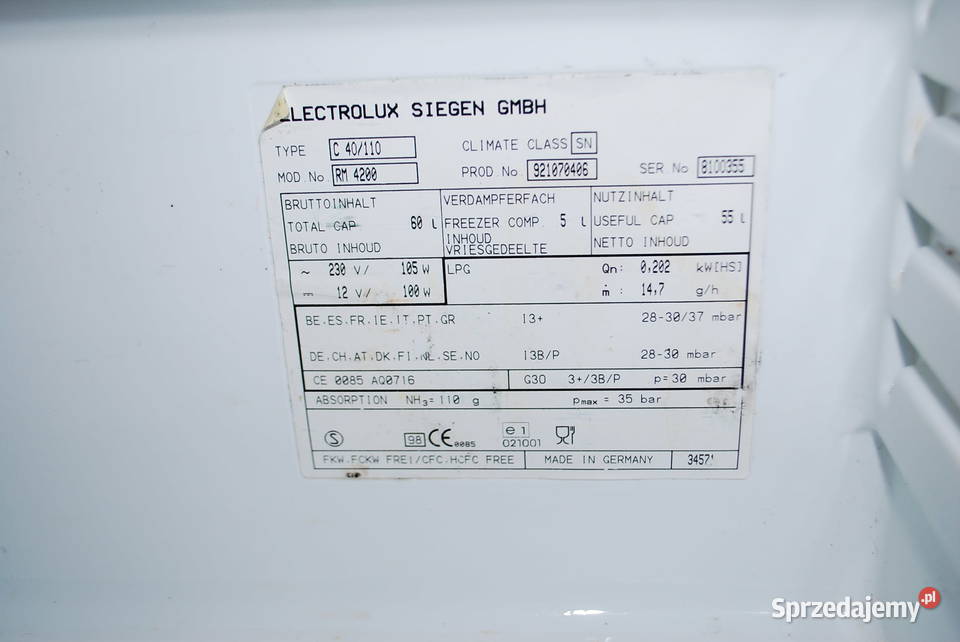 ELECTROLUX SIEGEN GMBH
TYPE C 40/110 CLIMATE CLASS SN
MOD No RM 4200 PROD No 921070406 SER No 8100355
BRUTTOINHALT VERDAMPFERFACH NUTZINHALT
TOTAL CAP 60 l FREEZER COMP 5 l USEFUL CAP 55 l
BRUTO INHOUD INHOUD VRIESGEDEELTE NETTO INHOUD
~ 230 V/ 105 W LPG Qn: 0,202 kW[HS]
⎓ 12 V/ 100 W ṁ : 14,7 g/h
BE.ES.FR.IE.IT.PT.GR I3+ 28-30/37 mbar
DE.CH.AT.DK.FI.NL.SE.NO I3B/P 28-30 mbar
CE 0085 AQ0716 G30 3+/3B/P p=30 mbar
ABSORPTION NH₃=110 g pmax = 35 bar
S 98 CE 0085 e1 021001
FKW.FCKW FREI/CFC.HCFC FREE MADE IN GERMANY 3457
Sprzedajemy.pl